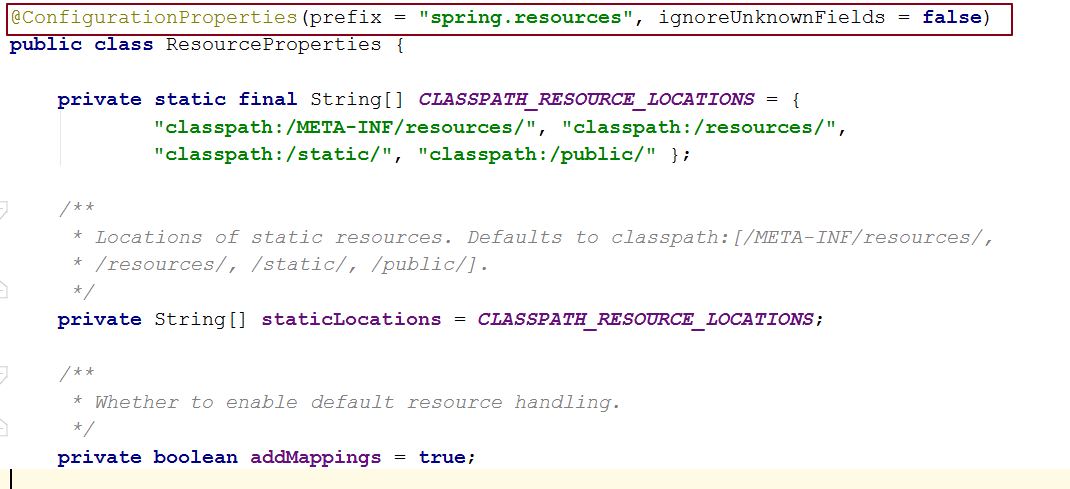 @ConfigurationProperties(prefix = "spring.resources", ignoreUnknownFields = false)
public class ResourceProperties {
private static final String[] CLASSPATH_RESOURCE_LOCATIONS = {
"classpath:/META-INF/resources/", "classpath:/resources/",
"classpath:/static/", "classpath:/public/" };
/**
* Locations of static resources. Defaults to classpath:[/META-INF/resources/,
* /resources/, /static/, /public/].
*/
private String[] staticLocations = CLASSPATH_RESOURCE_LOCATIONS;
/**
* Whether to enable default resource handling.
*/
private boolean addMappings = true;